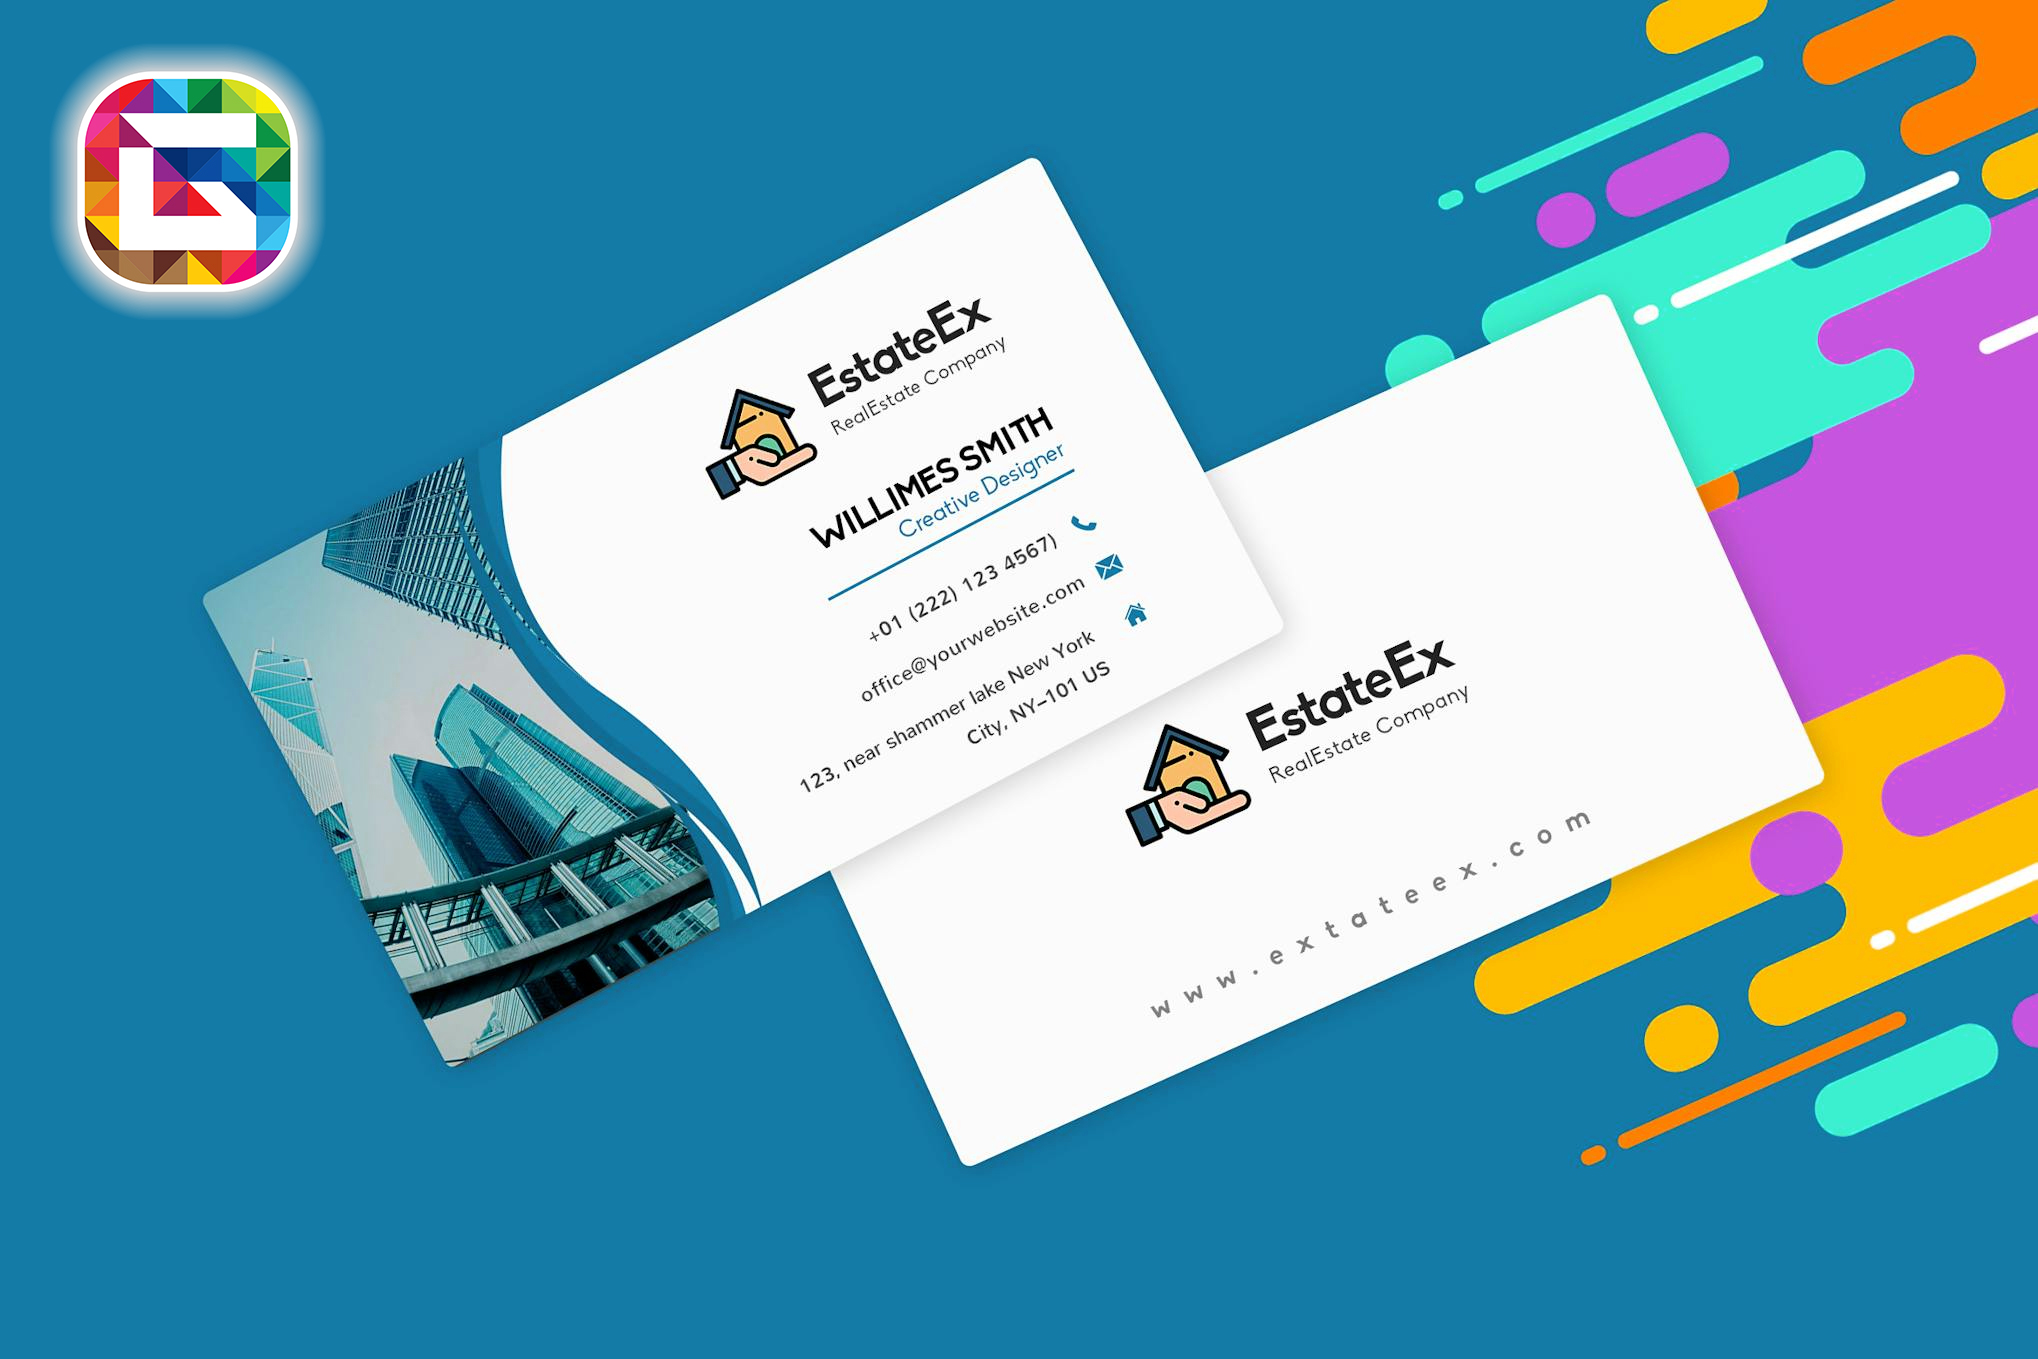 EstateEx
RealEstate Company
WILLIMES SMITH
Creative Designer
+01 (222) 123 4567)
office@yourwebsite.com
123, near shammer lake New York
City, NY-101 US
EstateEx
RealEstate Company
www.extateex.com